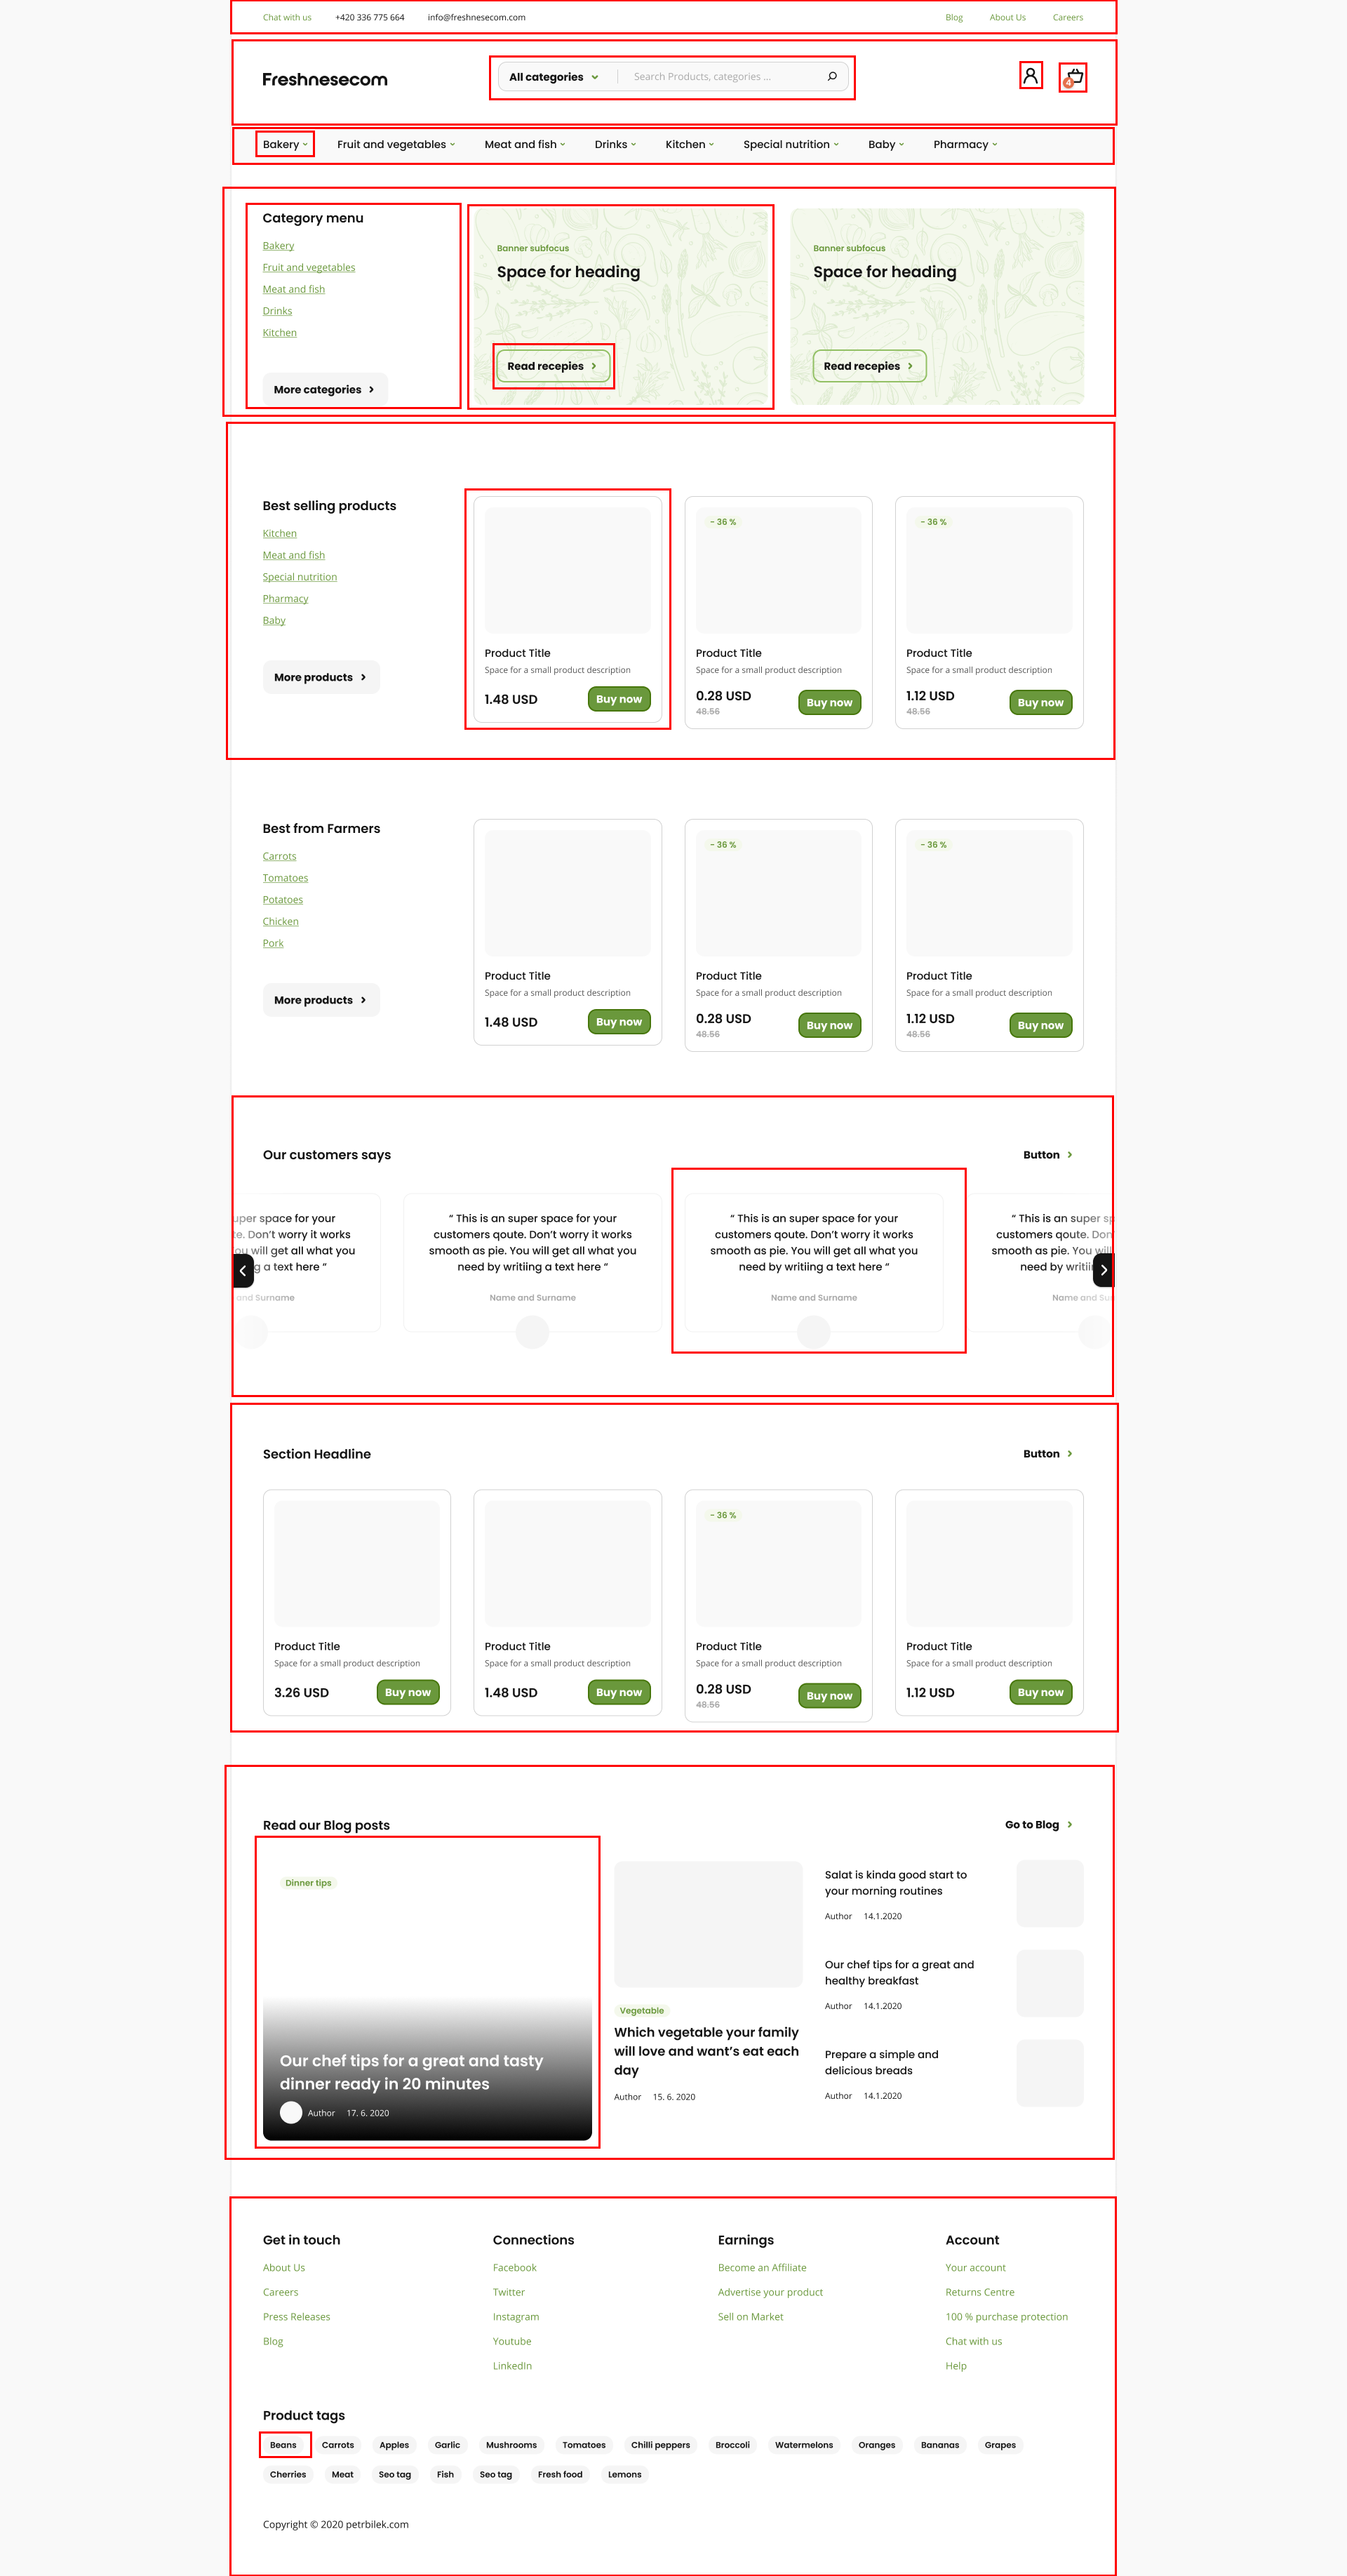 Chat with us +420 336 775 664 info@freshnesecom.com Blog About Us Careers
Freshnesecom All categories Search Products, categories ... 4
Bakery Fruit and vegetables Meat and fish Drinks Kitchen Special nutrition Baby Pharmacy
Category menu
Bakery
Fruit and vegetables
Meat and fish
Drinks
Kitchen
More categories
Banner subfocus
Space for heading
Read recepies
Banner subfocus
Space for heading
Read recepies
Best selling products
Kitchen
Meat and fish
Special nutrition
Pharmacy
Baby
More products
Product Title
Space for a small product description
1.48 USD Buy now
- 36 %
Product Title
Space for a small product description
0.28 USD
48.56
Buy now
- 36 %
Product Title
Space for a small product description
1.12 USD
48.56
Buy now
Best from Farmers
Carrots
Tomatoes
Potatoes
Chicken
Pork
More products
Product Title
Space for a small product description
1.48 USD Buy now
- 36 %
Product Title
Space for a small product description
0.28 USD
48.56
Buy now
- 36 %
Product Title
Space for a small product description
1.12 USD
48.56
Buy now
Our customers says Button
super space for your
te. Don’t worry it works
ou will get all what you
g a text here “
and Surname
“ This is an super space for your
customers qoute. Don’t worry it works
smooth as pie. You will get all what you
need by writiing a text here “
Name and Surname
“ This is an super space for your
customers qoute. Don’t worry it works
smooth as pie. You will get all what you
need by writiing a text here “
Name and Surname
“ This is an super sp
customers qoute. Don’
smooth as pie. You will
need by writii
Name and Sur
Section Headline Button
Product Title
Space for a small product description
3.26 USD Buy now
Product Title
Space for a small product description
1.48 USD Buy now
- 36 %
Product Title
Space for a small product description
0.28 USD
48.56
Buy now
Product Title
Space for a small product description
1.12 USD Buy now
Read our Blog posts Go to Blog
Dinner tips
Our chef tips for a great and tasty
dinner ready in 20 minutes
Author 17. 6. 2020
Vegetable
Which vegetable your family
will love and want’s eat each
day
Author 15. 6. 2020
Salat is kinda good start to
your morning routines
Author 14.1.2020
Our chef tips for a great and
healthy breakfast
Author 14.1.2020
Prepare a simple and
delicious breads
Author 14.1.2020
Get in touch
About Us
Careers
Press Releases
Blog
Connections
Facebook
Twitter
Instagram
Youtube
LinkedIn
Earnings
Become an Affiliate
Advertise your product
Sell on Market
Account
Your account
Returns Centre
100 % purchase protection
Chat with us
Help
Product tags
Beans Carrots Apples Garlic Mushrooms Tomatoes Chilli peppers Broccoli Watermelons Oranges Bananas Grapes
Cherries Meat Seo tag Fish Seo tag Fresh food Lemons
Copyright © 2020 petrbilek.com